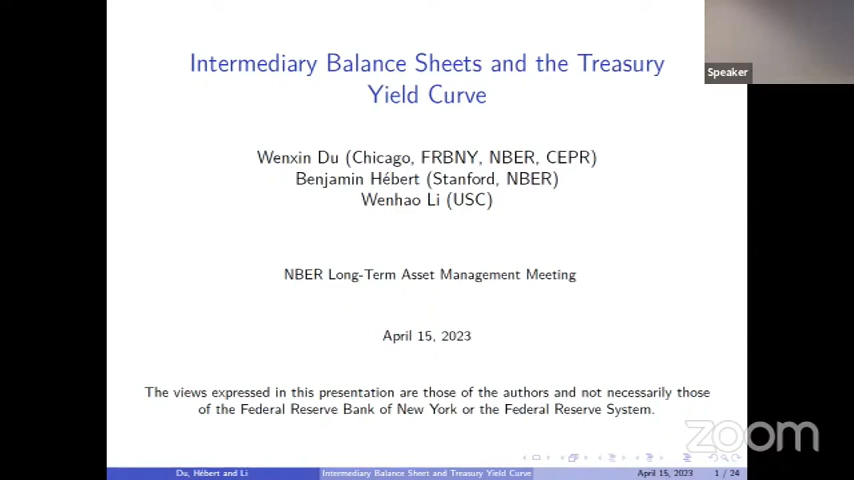 Intermediary Balance Sheets and the Treasury
Yield Curve
Speaker
Wenxin Du (Chicago, FRBNY, NBER, CEPR)
Benjamin Hébert (Stanford, NBER)
Wenhao Li (USC)
NBER Long-Term Asset Management Meeting
April 15, 2023
The views expressed in this presentation are those of the authors and not necessarily those
of the Federal Reserve Bank of New York or the Federal Reserve System.
zoom
Du, Hébert and Li Intermediary Balance Sheet and Treasury Yield Curve April 15, 2023 1 / 24